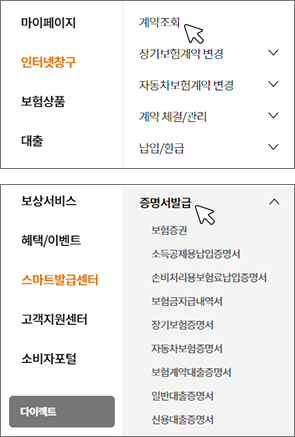 마이페이지
인터넷창구
보험상품
대출
계약조회
장기보험계약 변경
자동차보험계약 변경
계약 체결/관리
납입/환급
보상서비스
혜택/이벤트
스마트발급센터
고객지원센터
소비자포털
다이렉트
증명서발급
보험증권
소득공제용납입증명서
손비처리용보험료납입증명서
보험금지급내역서
장기보험증명서
자동차보험증명서
보험계약대출증명서
일반대출증명서
신용대출증명서